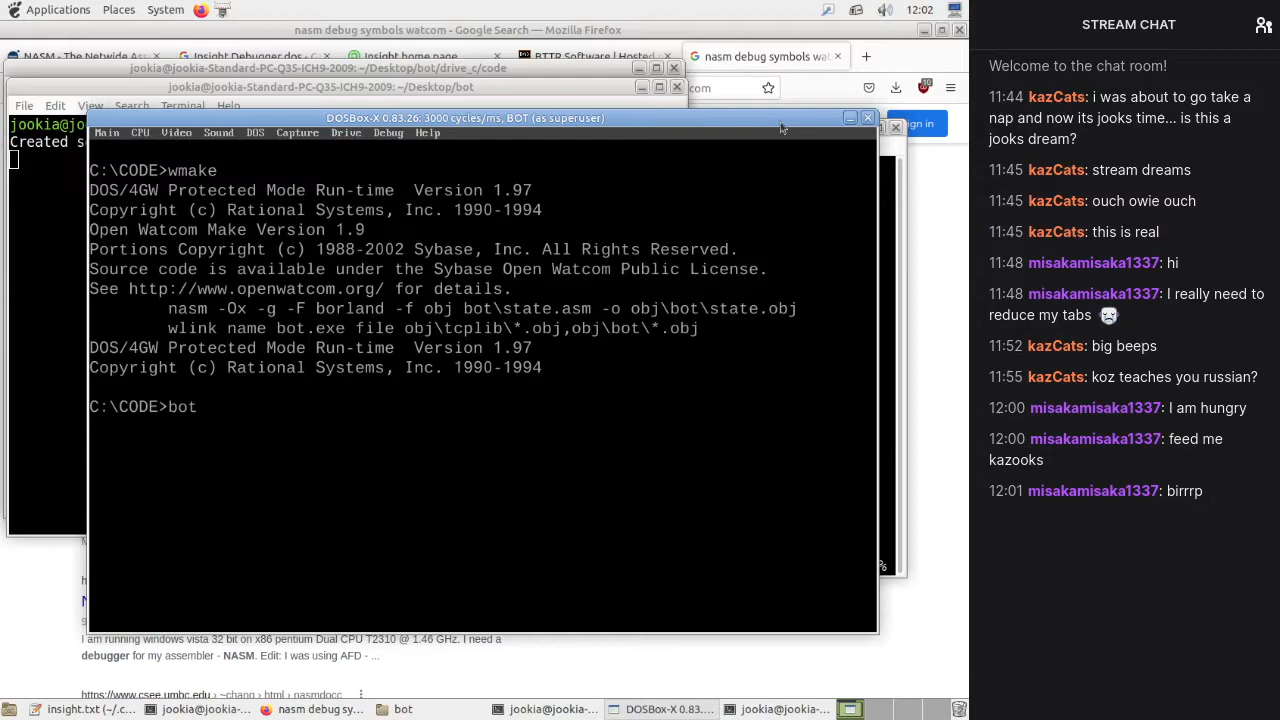 Applications Places System 12:02
nasm debug symbols watcom - Google Search — Mozilla Firefox
NASM - The Netwide As
Insight Debugger dos - G
Insight home page
BTTR Software | Hosted
nasm debug symbols wat
jookia@jookia-Standard-PC-Q35-ICH9-2009: ~/Desktop/bot/drive_c/code
jookia@jookia-Standard-PC-Q35-ICH9-2009: ~/Desktop/bot
com
10
File Edit View Search Terminal Help
jookia@jo
Created s
ign in
DOSBox-X 0.83.26: 3000 cycles/ms, BOT (as superuser)
Main CPU Video Sound DOS Capture Drive Debug Help
C:\CODE>wmake
DOS/4GW Protected Mode Run-time Version 1.97
Copyright (c) Rational Systems, Inc. 1990-1994
Open Watcom Make Version 1.9
Portions Copyright (c) 1988-2002 Sybase, Inc. All Rights Reserved.
Source code is available under the Sybase Open Watcom Public License.
See http://www.openwatcom.org/ for details.
nasm -Ox -g -F borland -f obj bot\state.asm -o obj\bot\state.obj
wlink name bot.exe file obj\tcplib\*.obj,obj\bot\*.obj
DOS/4GW Protected Mode Run-time Version 1.97
Copyright (c) Rational Systems, Inc. 1990-1994
C:\CODE>bot
%
I am running windows vista 32 bit on x86 pentium Dual CPU T2310 @ 1.46 GHz. I need a
debugger for my assembler - NASM. Edit: I was using AFD - ...
https://www.csee.umbc.edu › ~chang › html › nasmdocc
insight.txt (~/.c...
jookia@jookia-...
nasm debug sy...
bot
jookia@jookia-...
DOSBox-X 0.83....
jookia@jookia-...
STREAM CHAT
Welcome to the chat room!
11:44 kazCats: i was about to go take a
nap and now its jooks time... is this a
jooks dream?
11:45 kazCats: stream dreams
11:45 kazCats: ouch owie ouch
11:45 kazCats: this is real
11:48 misakamisaka1337: hi
11:48 misakamisaka1337: I really need to
reduce my tabs
11:52 kazCats: big beeps
11:55 kazCats: koz teaches you russian?
12:00 misakamisaka1337: I am hungry
12:00 misakamisaka1337: feed me
kazooks
12:01 misakamisaka1337: birrrp